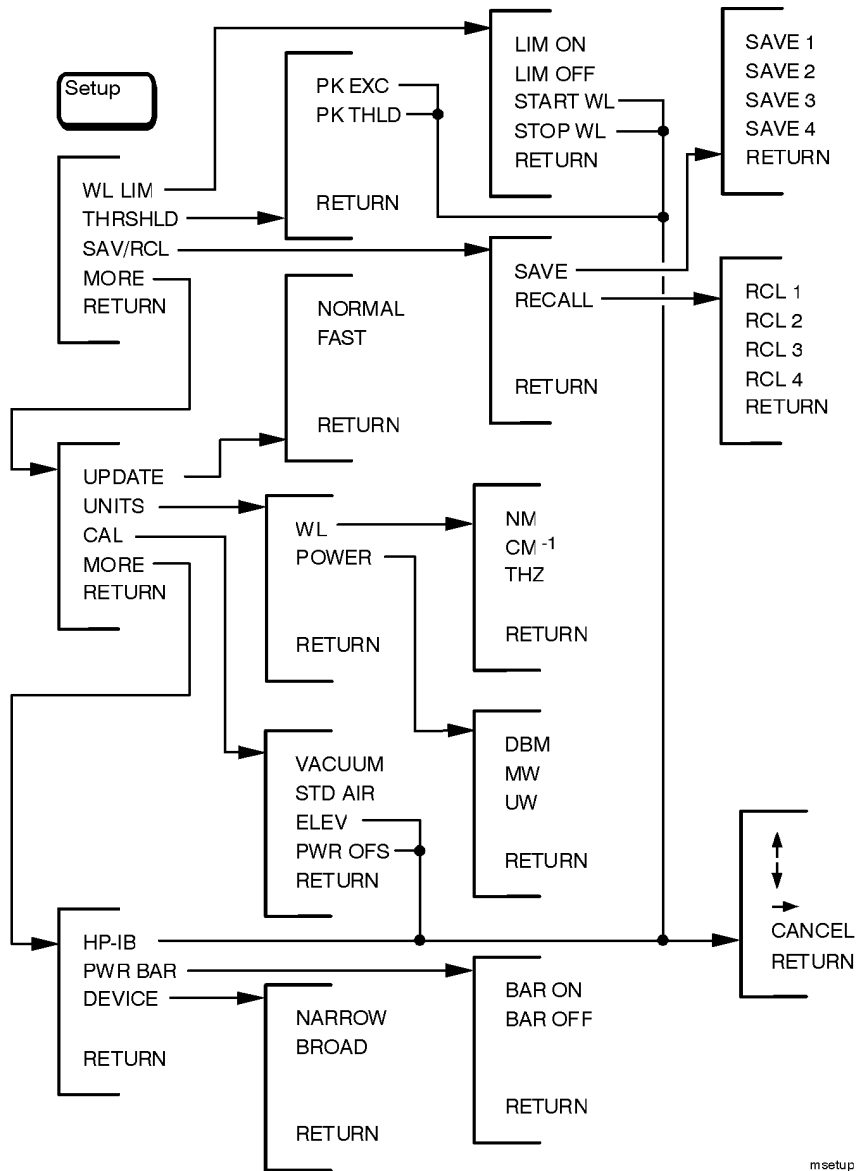 Setup
WL LIM
THRSHLD
SAV/RCL
MORE
RETURN
PK EXC
PK THLD
RETURN
LIM ON
LIM OFF
START WL
STOP WL
RETURN
SAVE 1
SAVE 2
SAVE 3
SAVE 4
RETURN
SAVE
RECALL
RETURN
RCL 1
RCL 2
RCL 3
RCL 4
RETURN
NORMAL
FAST
RETURN
UPDATE
UNITS
CAL
MORE
RETURN
WL
POWER
RETURN
NM
CM⁻¹
THZ
RETURN
DBM
MW
UW
RETURN
VACUUM
STD AIR
ELEV
PWR OFS
RETURN
HP-IB
PWR BAR
DEVICE
RETURN
NARROW
BROAD
RETURN
BAR ON
BAR OFF
RETURN
CANCEL
RETURN
msetup